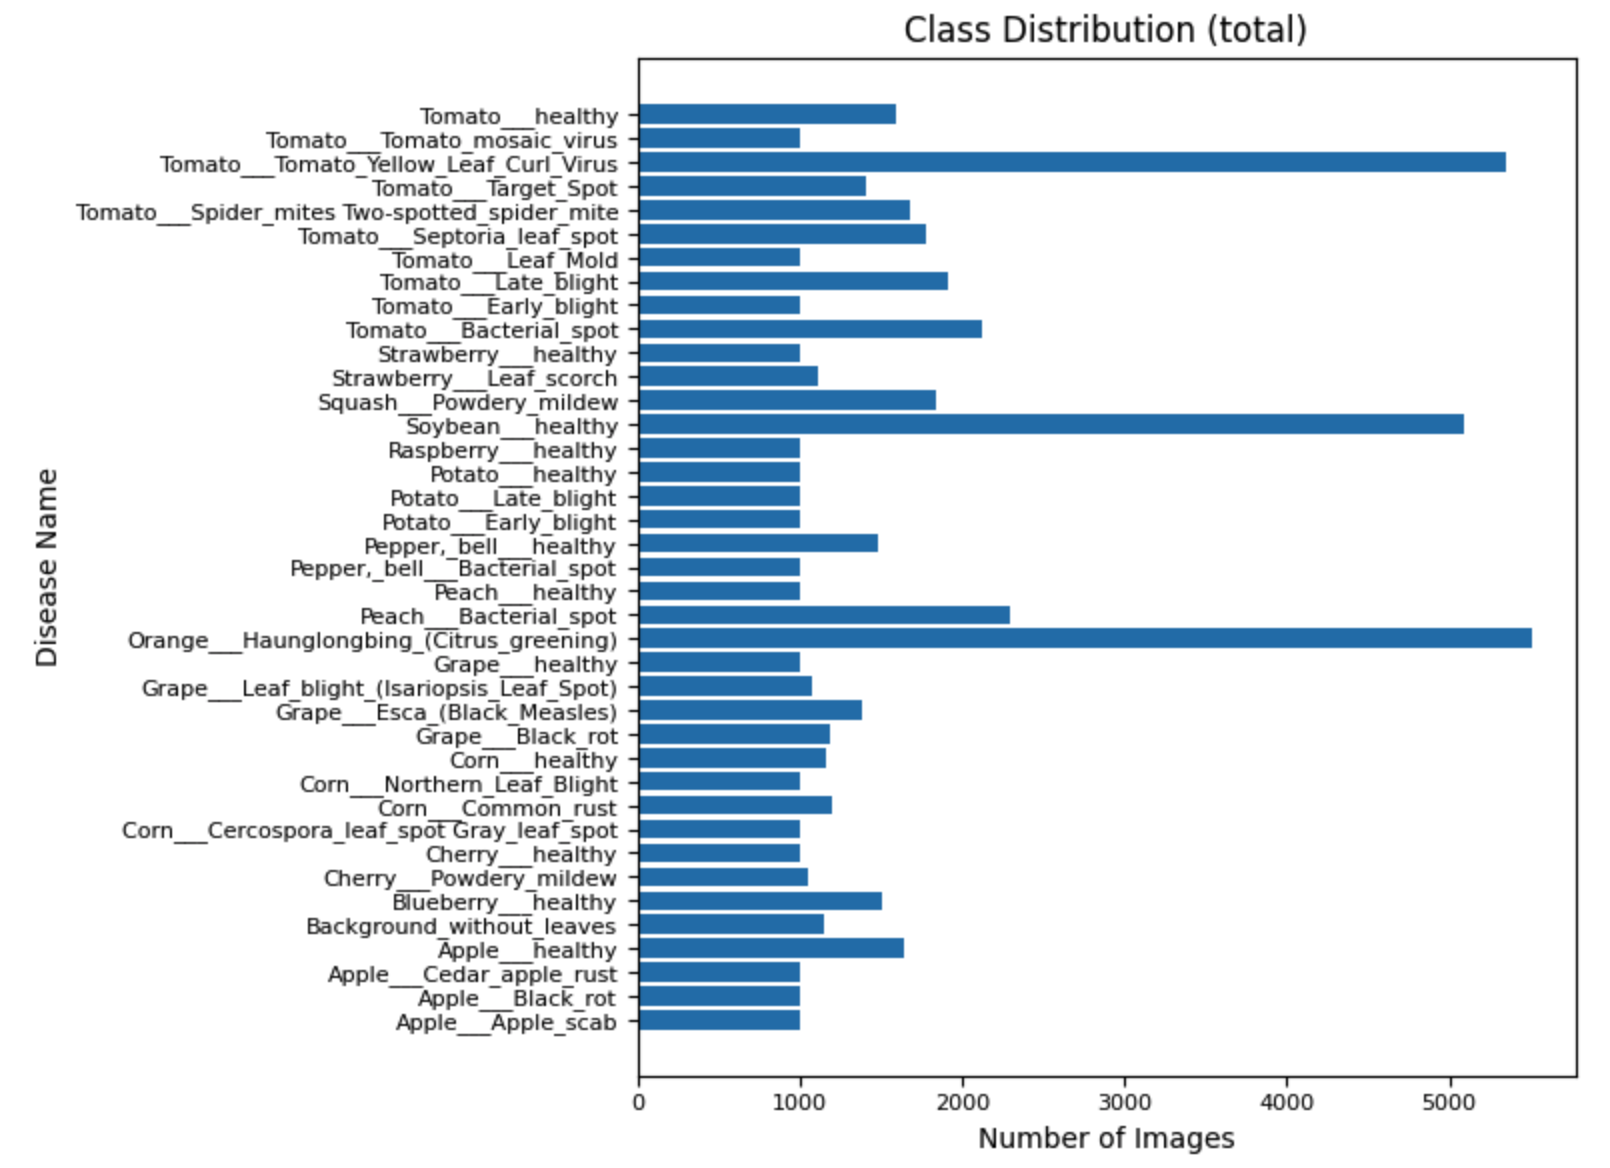 Class Distribution (total)
Tomato___healthy
Tomato___Tomato_mosaic_virus
Tomato___Tomato_Yellow_Leaf_Curl_Virus
Tomato___Target_Spot
Tomato___Spider_mites Two-spotted_spider_mite
Tomato___Septoria_leaf_spot
Tomato___Leaf_Mold
Tomato___Late_blight
Tomato___Early_blight
Tomato___Bacterial_spot
Strawberry___healthy
Strawberry___Leaf_scorch
Squash___Powdery_mildew
Soybean___healthy
Raspberry___healthy
Potato___healthy
Potato___Late_blight
Potato___Early_blight
Pepper,_bell___healthy
Pepper,_bell___Bacterial_spot
Peach___healthy
Peach___Bacterial_spot
Orange___Haunglongbing_(Citrus_greening)
Grape___healthy
Grape___Leaf_blight_(Isariopsis_Leaf_Spot)
Grape___Esca_(Black_Measles)
Grape___Black_rot
Corn___healthy
Corn___Northern_Leaf_Blight
Corn___Common_rust
Corn___Cercospora_leaf_spot Gray_leaf_spot
Cherry___healthy
Cherry___Powdery_mildew
Blueberry___healthy
Background_without_leaves
Apple___healthy
Apple___Cedar_apple_rust
Apple___Black_rot
Apple___Apple_scab
Disease Name
0 1000 2000 3000 4000 5000
Number of Images